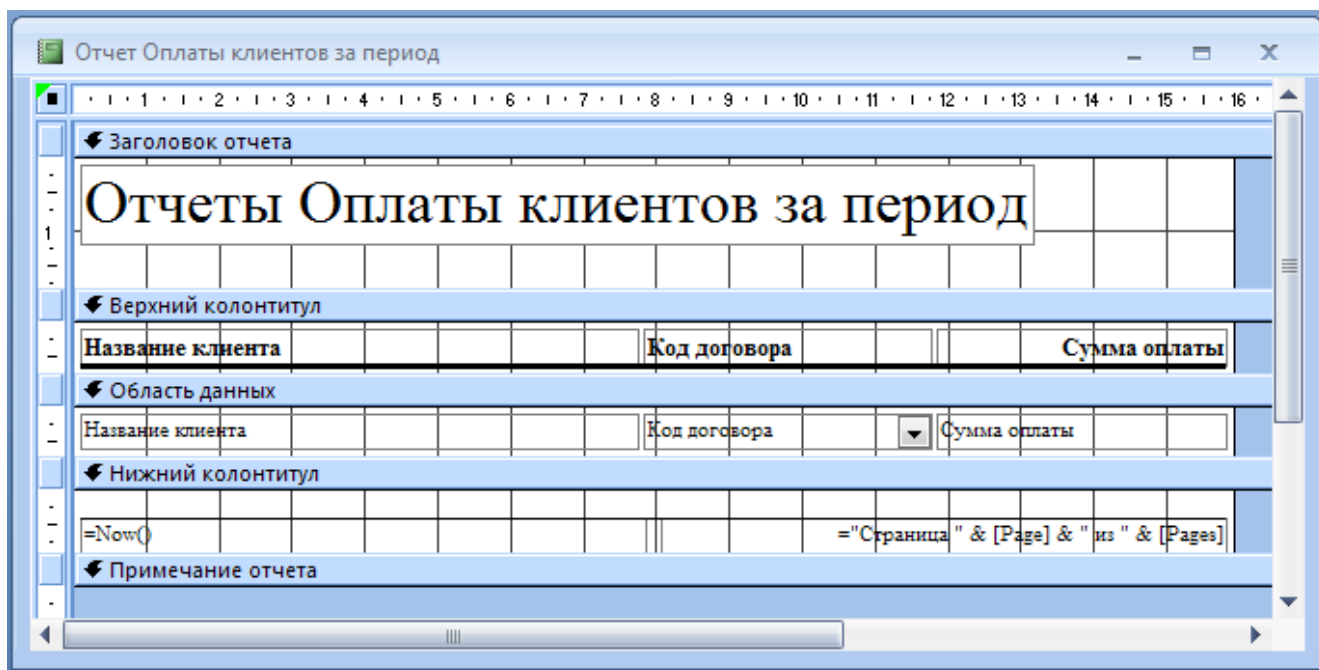 Отчет Оплаты клиентов за период
1 2 3 4 5 6 7 8 9 10 11 12 13 14 15 16
Заголовок отчета
Отчеты Оплаты клиентов за период
1
Верхний колонтитул
Название клиента Код договора Сумма оплаты
Область данных
Название клиента Код договора Сумма оплаты
Нижний колонтитул
=Now() ="Страница " & [Page] & " из " & [Pages]
Примечание отчета